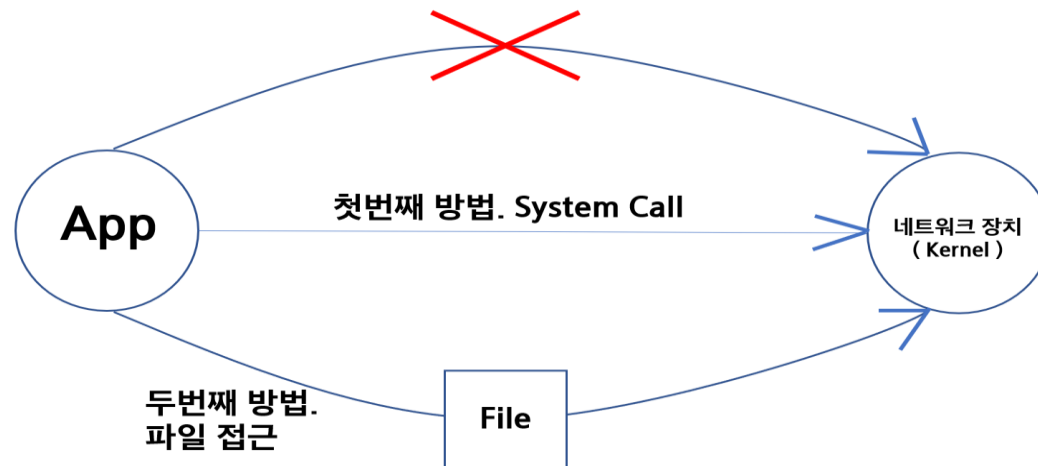 App
첫번째 방법. System Call
네트워크 장치
( Kernel )
두번째 방법.
파일 접근
File